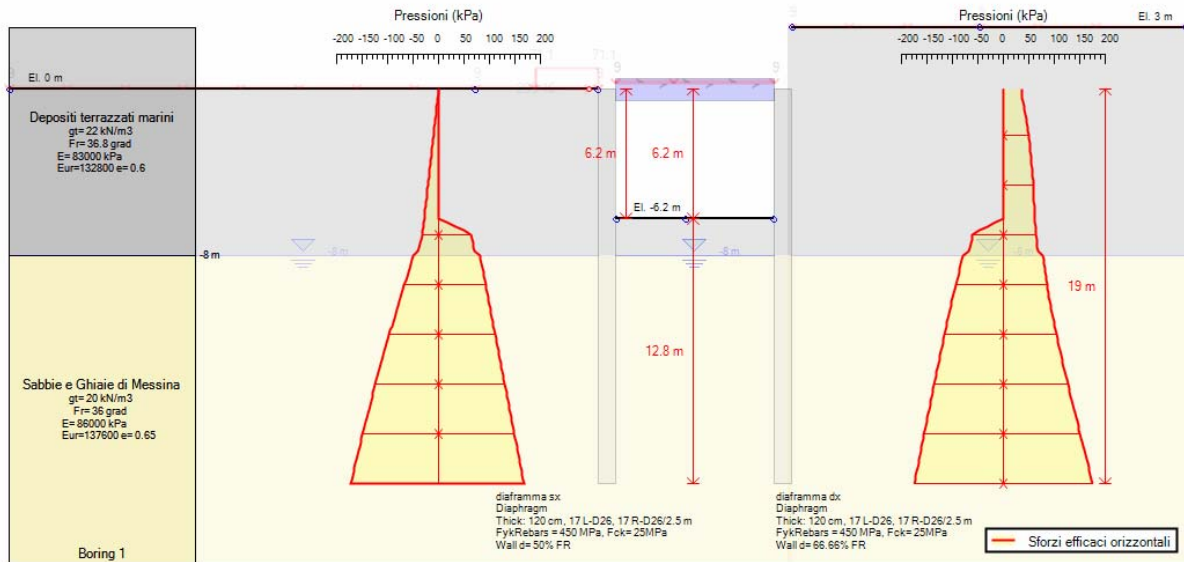 Pressioni (kPa)
-200 -150 -100 -50 0 50 100 150 200
Pressioni (kPa)
-200 -150 -100 -50 0 50 100 150 200
El. 3 m
El. 0 m
Depositi terrazzati marini
gt= 22 kN/m3
Fr= 36.8 grad
E= 83000 kPa
Eur=132800 e= 0.6
9
9
6.2 m
6.2 m
El. -6.2 m
-8 m
-8 m
-8 m
-8 m
19 m
12.8 m
Sabbie e Ghiaie di Messina
gt= 20 kN/m3
Fr= 36 grad
E= 86000 kPa
Eur=137600 e= 0.65
diaframma sx
Diaphragm
Thick: 120 cm, 17 L-D26, 17 R-D26/2.5 m
FykRebars = 450 MPa, Fck= 25MPa
Wall d= 50% FR
diaframma dx
Diaphragm
Thick: 120 cm, 17 L-D26, 17 R-D26/2.5 m
FykRebars = 450 MPa, Fck= 25MPa
Wall d= 66.66% FR
Sforzi efficaci orizzontali
Boring 1